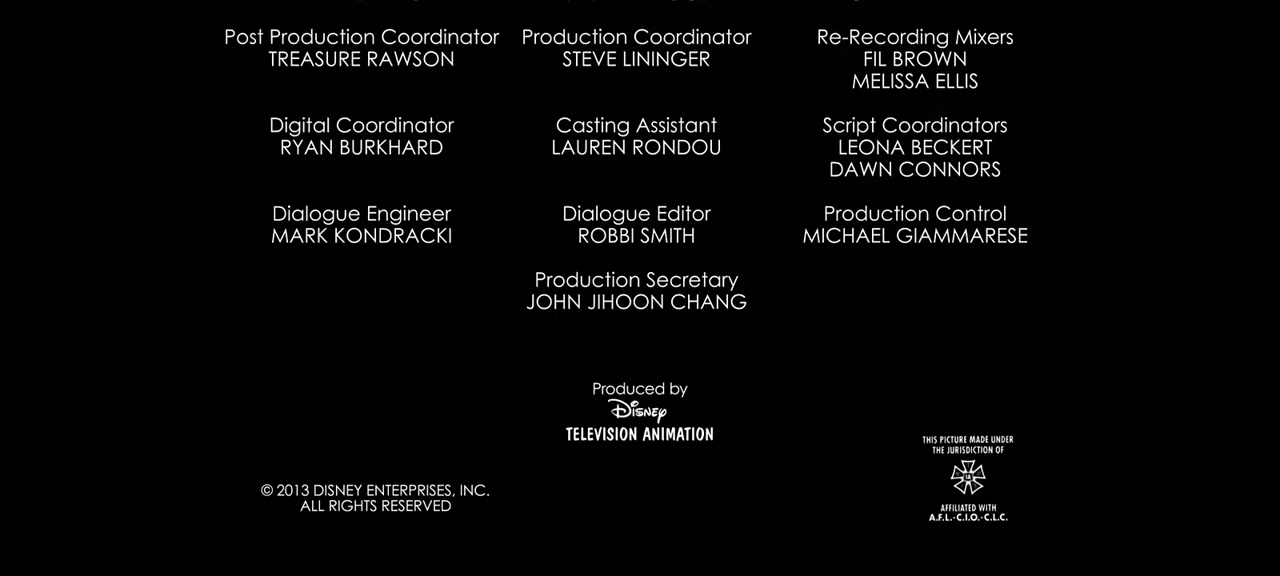 Post Production Coordinator
TREASURE RAWSON
Production Coordinator
STEVE LININGER
Re-Recording Mixers
FIL BROWN
MELISSA ELLIS
Digital Coordinator
RYAN BURKHARD
Casting Assistant
LAUREN RONDOU
Script Coordinators
LEONA BECKERT
DAWN CONNORS
Dialogue Engineer
MARK KONDRACKI
Dialogue Editor
ROBBI SMITH
Production Control
MICHAEL GIAMMARESE
Production Secretary
JOHN JIHOON CHANG
Produced by
Disney
TELEVISION ANIMATION
© 2013 DISNEY ENTERPRISES, INC.
ALL RIGHTS RESERVED
THIS PICTURE MADE UNDER
THE JURISDICTION OF
IA
AFFILIATED WITH
A.F.L.-C.I.O.-C.L.C.